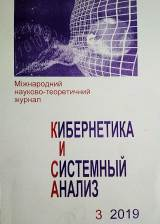 Міжнародний
науково-теоретичний
журнал
КИБЕРНЕТИКА
И
СИСТЕМНЫЙ
АНАЛИЗ
3 2019